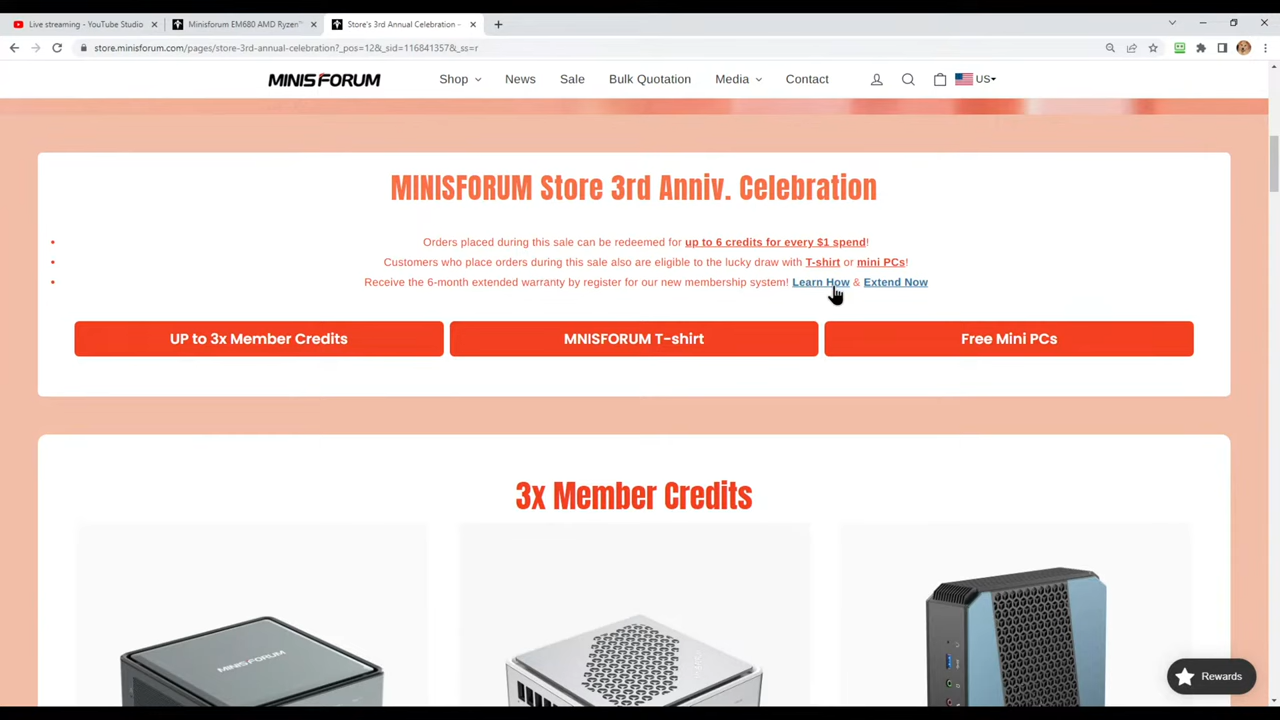 Live streaming - YouTube Studio
Minisforum EM680 AMD Ryzen™
Store's 3rd Annual Celebration -
store.minisforum.com/pages/store-3rd-annual-celebration?_pos=12&_sid=116841357&_ss=r
MINISFORUM
Shop
News
Sale
Bulk Quotation
Media
Contact
US
MINISFORUM Store 3rd Anniv. Celebration
Orders placed during this sale can be redeemed for up to 6 credits for every $1 spend!
Customers who place orders during this sale also are eligible to the lucky draw with T-shirt or mini PCs!
Receive the 6-month extended warranty by register for our new membership system! Learn How & Extend Now
UP to 3x Member Credits
MNISFORUM T-shirt
Free Mini PCs
3x Member Credits
MINISFORUM
Rewards